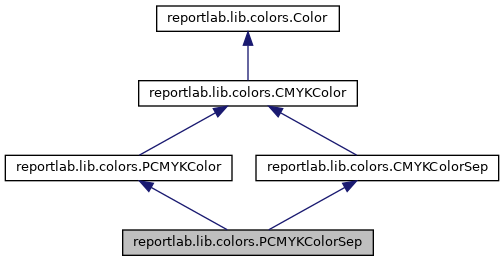 reportlab.lib.colors.Color
reportlab.lib.colors.CMYKColor
reportlab.lib.colors.PCMYKColor
reportlab.lib.colors.CMYKColorSep
reportlab.lib.colors.PCMYKColorSep